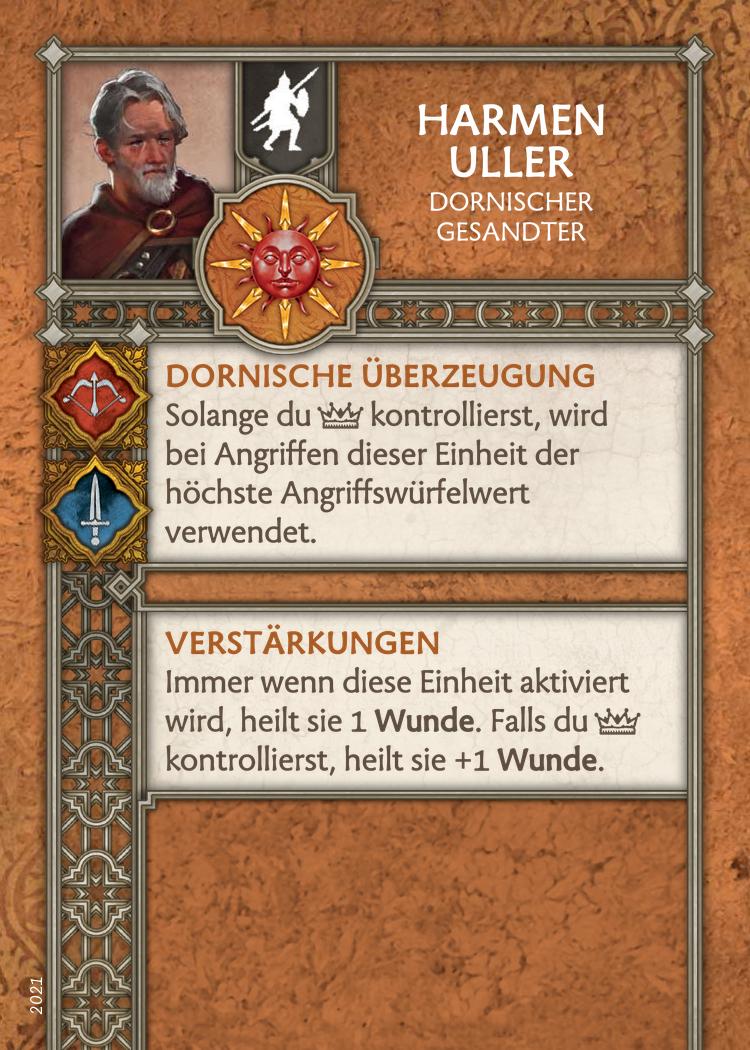 HARMEN
ULLER
DORNISCHER
GESANDTER
DORNISCHE ÜBERZEUGUNG
Solange du kontrollierst, wird
bei Angriffen dieser Einheit der
höchste Angriffswürfelwert
verwendet.
VERSTÄRKUNGEN
Immer wenn diese Einheit aktiviert
wird, heilt sie 1 Wunde. Falls du
kontrollierst, heilt sie +1 Wunde.
2021